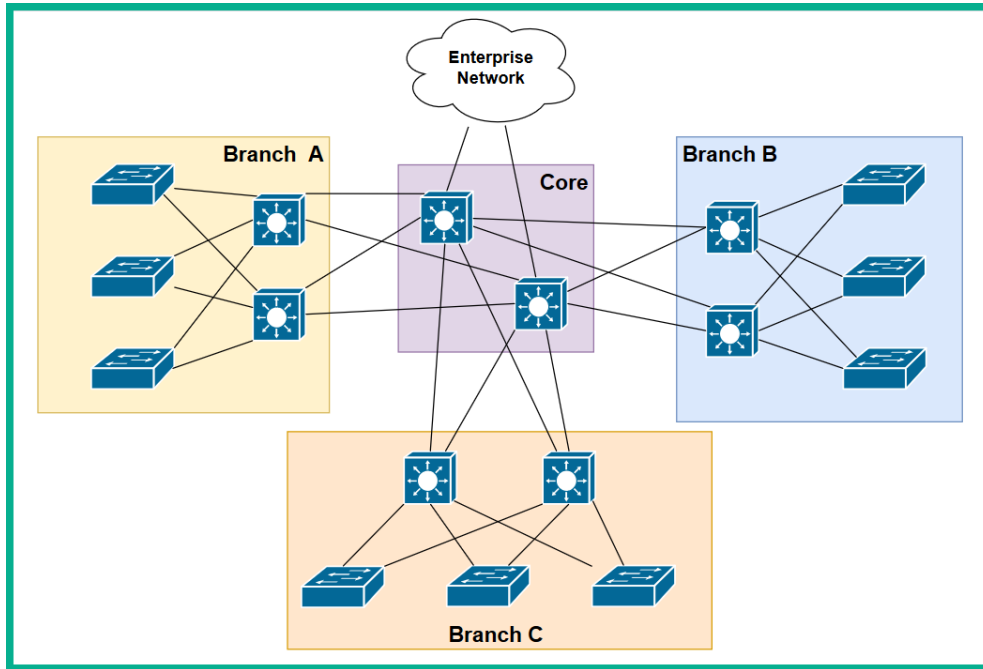 Enterprise
Network
Branch A
Core
Branch B
Branch C